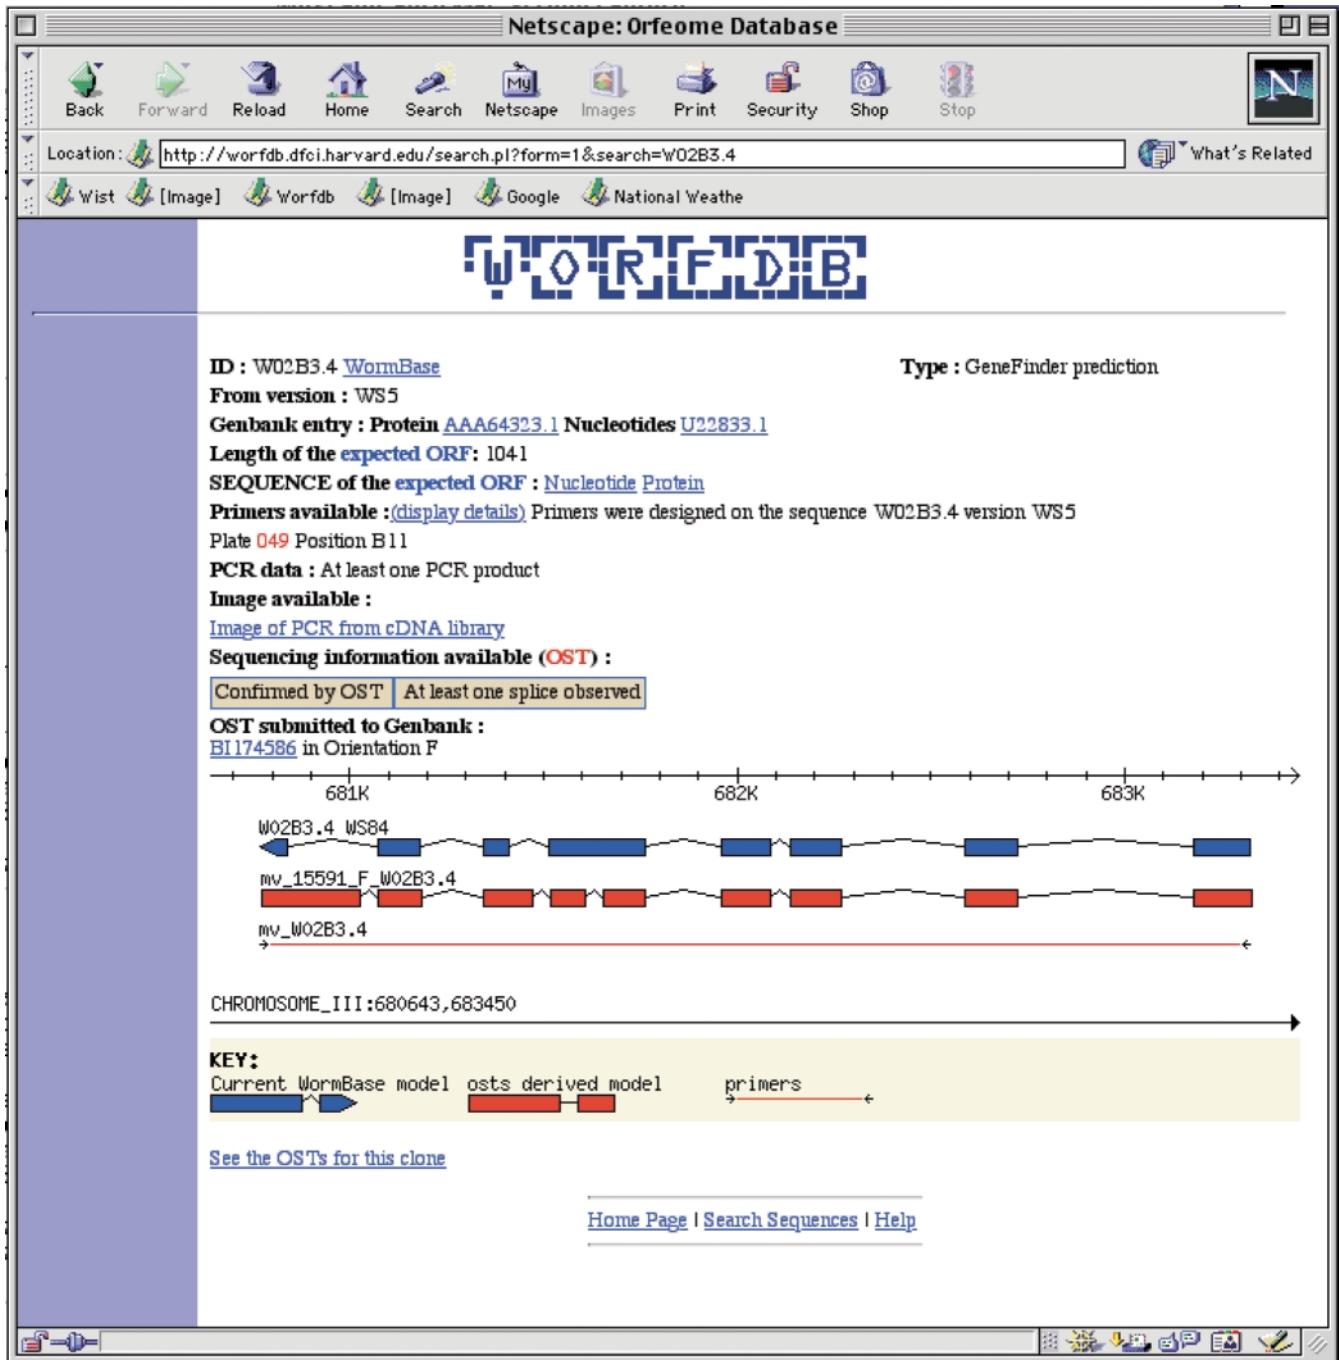 Netscape: Orfeome Database
Back Forward Reload Home Search Netscape Images Print Security Shop Stop
Location: http://worfdb.dfci.harvard.edu/search.pl?form=1&search=W02B3.4 What's Related
Wist [Image] Worfdb [Image] Google National Weathe
WORFDB
ID : W02B3.4 WormBase Type : GeneFinder prediction
From version : WS5
Genbank entry : Protein AAA64323.1 Nucleotides U22833.1
Length of the expected ORF: 1041
SEQUENCE of the expected ORF : Nucleotide Protein
Primers available :(display details) Primers were designed on the sequence W02B3.4 version WS5
Plate 049 Position B11
PCR data : At least one PCR product
Image available :
Image of PCR from cDNA library
Sequencing information available (OST) :
Confirmed by OST At least one splice observed
OST submitted to Genbank :
BI174586 in Orientation F
681K 682K 683K
W02B3.4 WS84
mv_15591_F_W02B3.4
mv_W02B3.4
CHROMOSOME_III:680643,683450
KEY:
Current WormBase model osts derived model primers
See the OSTs for this clone
Home Page | Search Sequences | Help